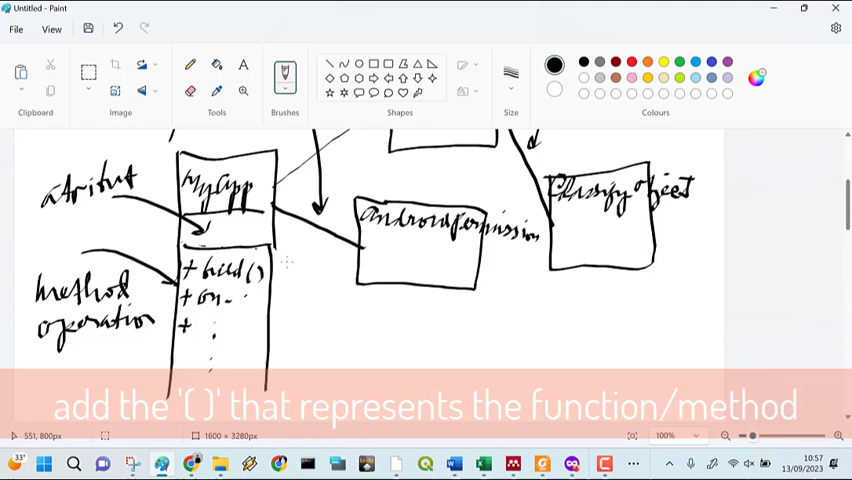 Untitled - Paint
File View
Clipboard
Image
Brushes
Shapes
Size
Colours
MyApp
atribut
Classify object
Androidpermission
+ build ()
+ on - .
+
method
operation
add the '( )' that represents the function/method
551, 800px
1600 × 3280px
100%
33°
10:57
13/09/2023